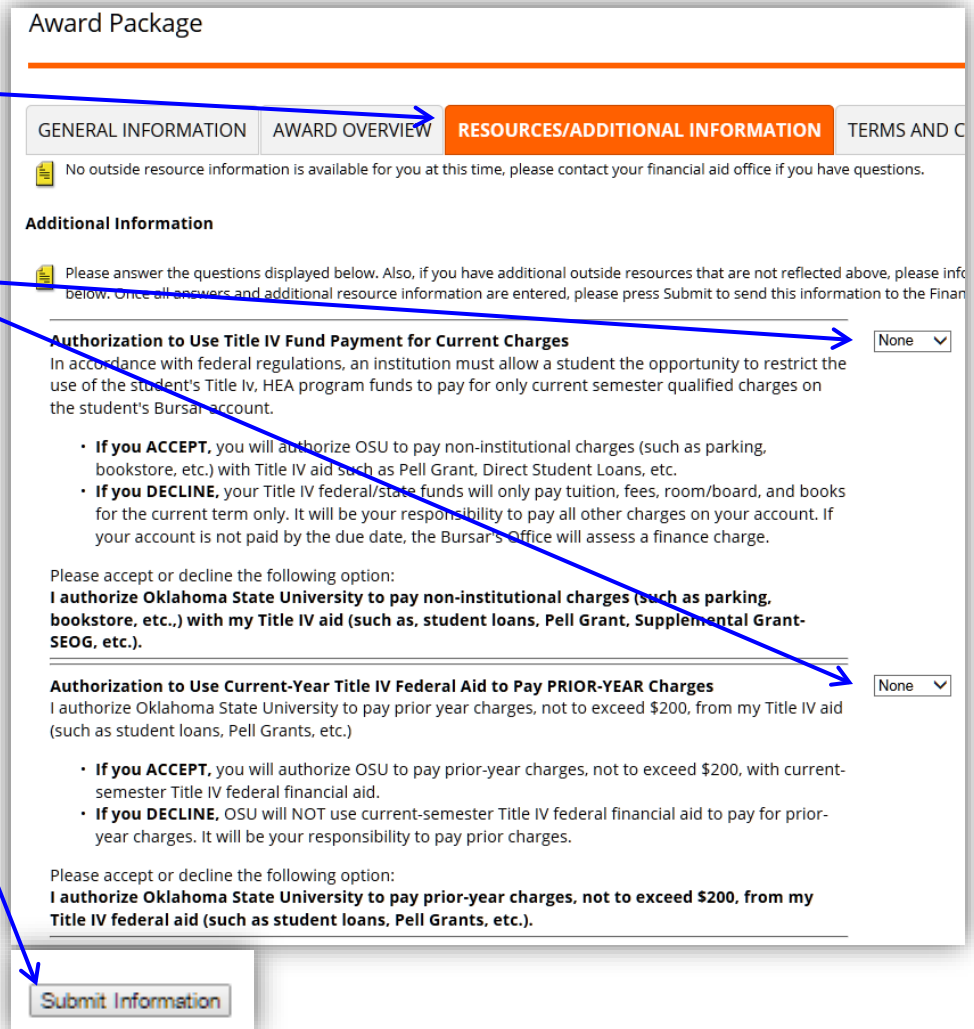 Award Package
GENERAL INFORMATION AWARD OVERVIEW RESOURCES/ADDITIONAL INFORMATION TERMS AND C
No outside resource information is available for you at this time, please contact your financial aid office if you have questions.
Additional Information
Please answer the questions displayed below. Also, if you have additional outside resources that are not reflected above, please info
below. Once all answers and additional resource information are entered, please press Submit to send this information to the Finan
Authorization to Use Title IV Fund Payment for Current Charges None
In accordance with federal regulations, an institution must allow a student the opportunity to restrict the
use of the student's Title Iv, HEA program funds to pay for only current semester qualified charges on
the student's Bursar account.
• If you ACCEPT, you will authorize OSU to pay non-institutional charges (such as parking,
bookstore, etc.) with Title IV aid such as Pell Grant, Direct Student Loans, etc.
• If you DECLINE, your Title IV federal/state funds will only pay tuition, fees, room/board, and books
for the current term only. It will be your responsibility to pay all other charges on your account. If
your account is not paid by the due date, the Bursar's Office will assess a finance charge.
Please accept or decline the following option:
I authorize Oklahoma State University to pay non-institutional charges (such as parking,
bookstore, etc.,) with my Title IV aid (such as, student loans, Pell Grant, Supplemental Grant-
SEOG, etc.).
Authorization to Use Current-Year Title IV Federal Aid to Pay PRIOR-YEAR Charges None
I authorize Oklahoma State University to pay prior year charges, not to exceed $200, from my Title IV aid
(such as student loans, Pell Grants, etc.)
• If you ACCEPT, you will authorize OSU to pay prior-year charges, not to exceed $200, with current-
semester Title IV federal financial aid.
• If you DECLINE, OSU will NOT use current-semester Title IV federal financial aid to pay for prior-
year charges. It will be your responsibility to pay prior charges.
Please accept or decline the following option:
I authorize Oklahoma State University to pay prior-year charges, not to exceed $200, from my
Title IV federal aid (such as student loans, Pell Grants, etc.).
Submit Information